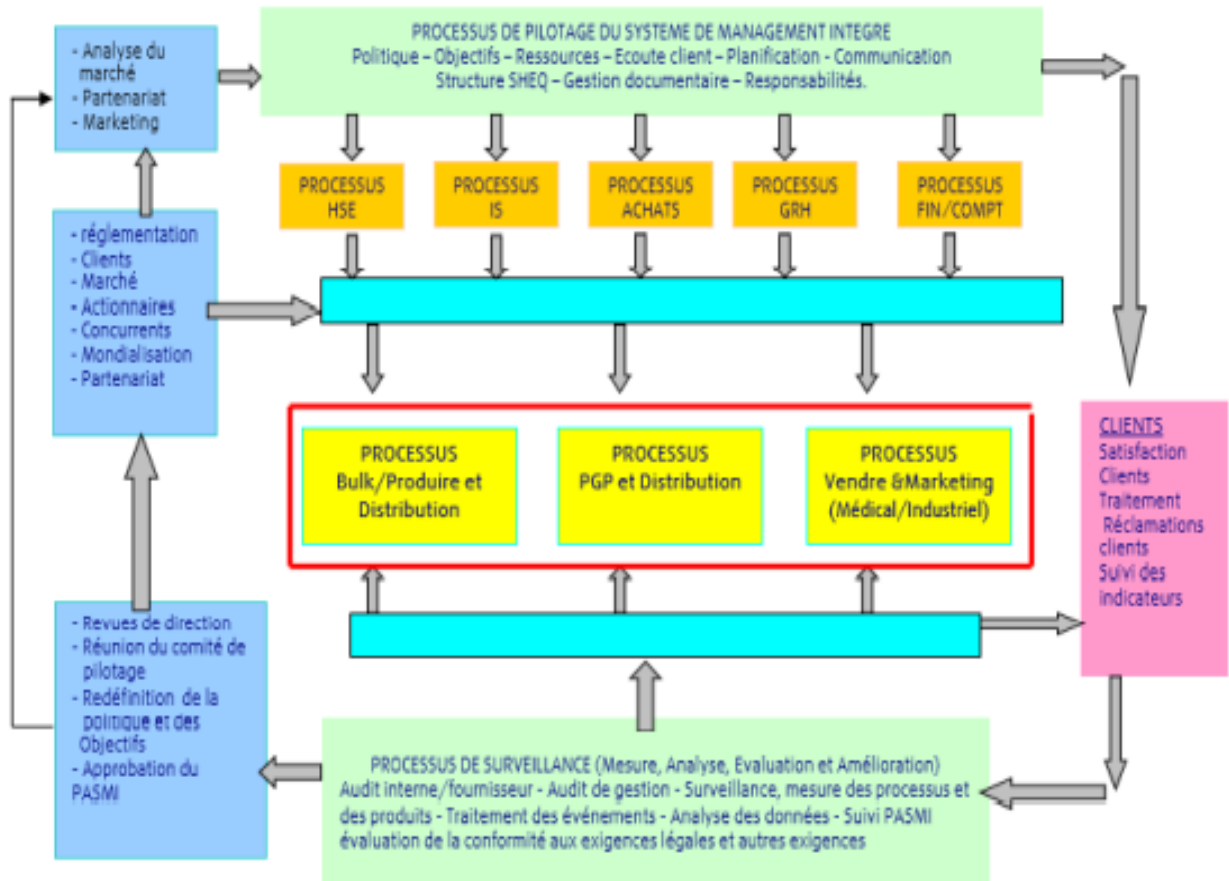 PROCESSUS DE PILOTAGE DU SYSTEME DE MANAGEMENT INTEGRE
Politique – Objectifs – Ressources – Ecoute client – Planification - Communication
Structure SHEQ – Gestion documentaire – Responsabilités.
- Analyse du
marché
- Partenariat
- Marketing
PROCESSUS
HSE
PROCESSUS
IS
PROCESSUS
ACHATS
PROCESSUS
GRH
PROCESSUS
FIN/COMPT
- réglementation
- Clients
- Marché
- Actionnaires
- Concurrents
- Mondialisation
- Partenariat
PROCESSUS
Bulk/Produire et
Distribution
PROCESSUS
PGP et Distribution
PROCESSUS
Vendre &Marketing
(Médical/Industriel)
CLIENTS
Satisfaction
Clients
Traitement
Réclamations
clients
Suivi des
indicateurs
- Revues de direction
- Réunion du comité de
pilotage
- Redéfinition de la
politique et des
Objectifs
- Approbation du
PASMI
PROCESSUS DE SURVEILLANCE (Mesure, Analyse, Evaluation et Amélioration)
Audit interne/fournisseur - Audit de gestion - Surveillance, mesure des processus et
des produits - Traitement des événements - Analyse des données - Suivi PASMI
évaluation de la conformité aux exigences légales et autres exigences